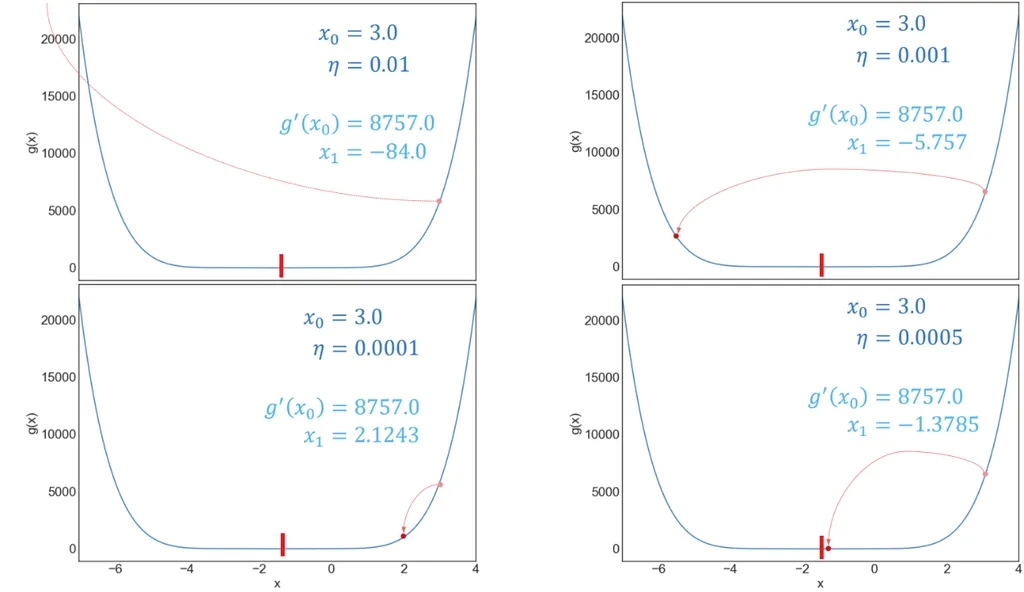 x₀ = 3.0
η = 0.01
g′(x₀) = 8757.0
x₁ = −84.0
g(x)
20000
15000
10000
5000
0
x₀ = 3.0
η = 0.001
g′(x₀) = 8757.0
x₁ = −5.757
g(x)
20000
15000
10000
5000
0
x₀ = 3.0
η = 0.0001
g′(x₀) = 8757.0
x₁ = 2.1243
g(x)
20000
15000
10000
5000
0
−6 −4 −2 0 2 4
x
x₀ = 3.0
η = 0.0005
g′(x₀) = 8757.0
x₁ = −1.3785
g(x)
20000
15000
10000
5000
0
−6 −4 −2 0 2 4
x